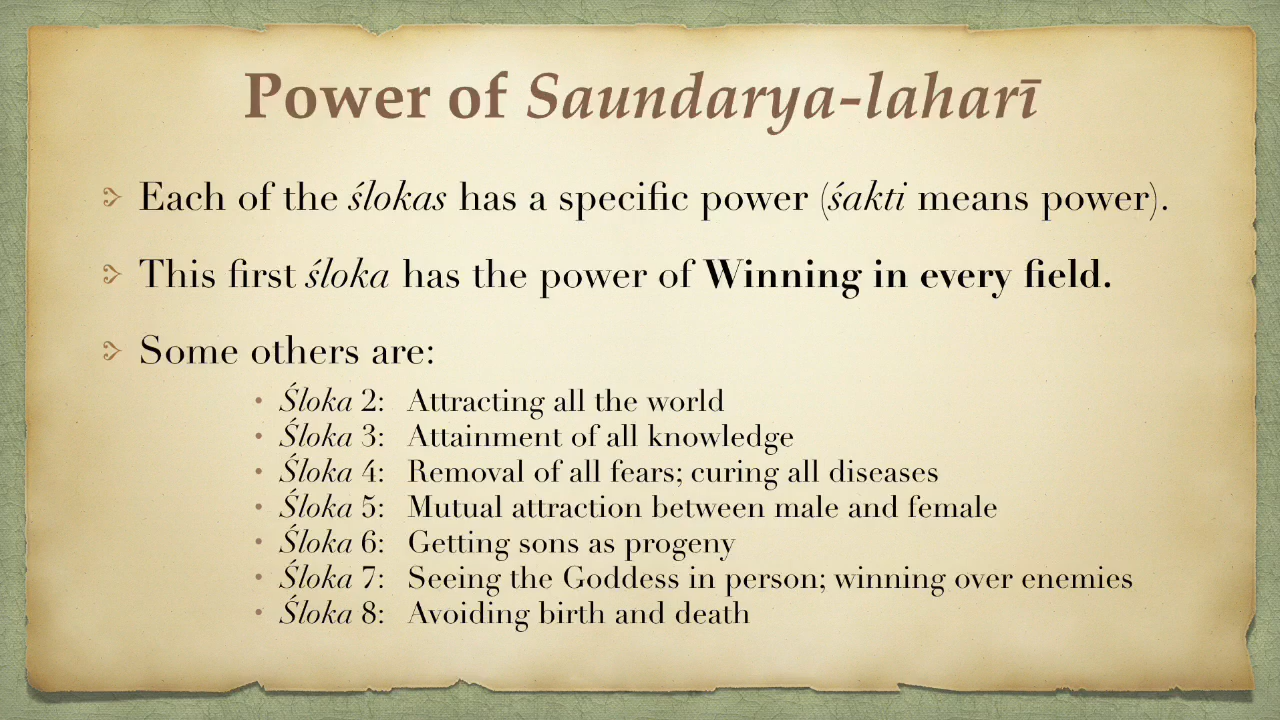 Power of Saundarya-laharī
Each of the ślokas has a specific power (śakti means power).
This first śloka has the power of Winning in every field.
Some others are:
• Śloka 2: Attracting all the world
• Śloka 3: Attainment of all knowledge
• Śloka 4: Removal of all fears; curing all diseases
• Śloka 5: Mutual attraction between male and female
• Śloka 6: Getting sons as progeny
• Śloka 7: Seeing the Goddess in person; winning over enemies
• Śloka 8: Avoiding birth and death